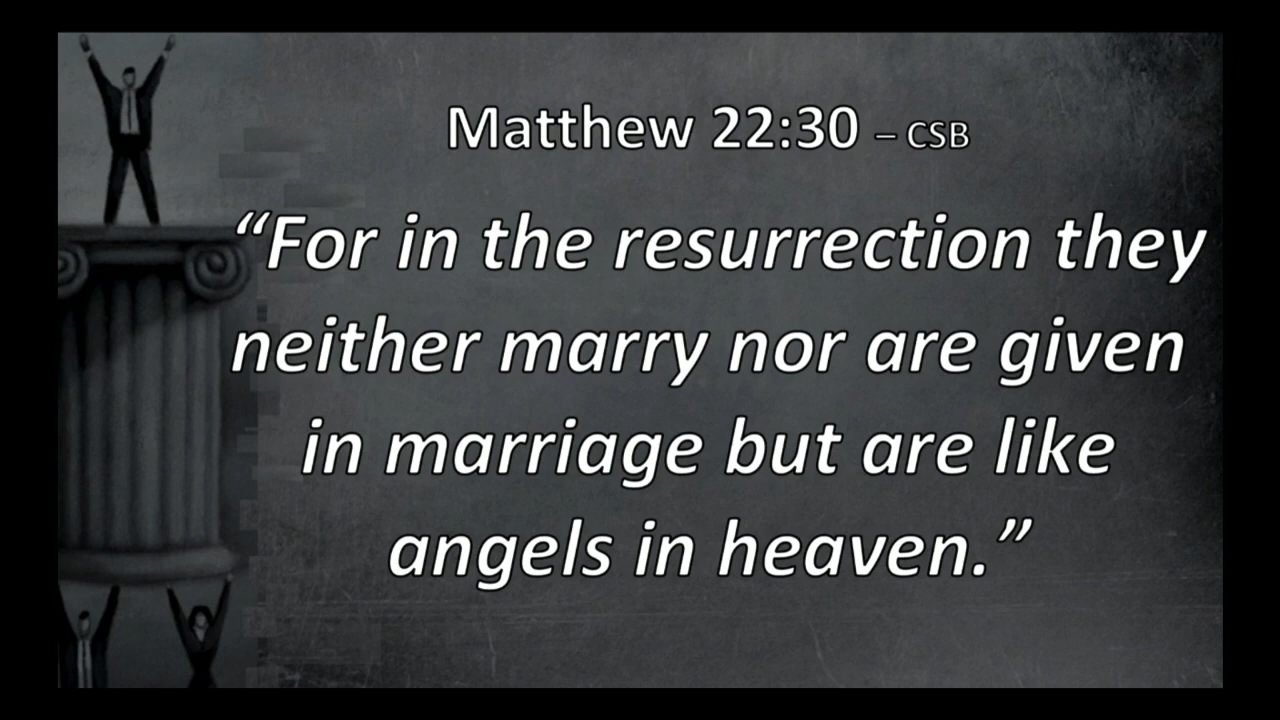 Matthew 22:30 – CSB
“For in the resurrection they
neither marry nor are given
in marriage but are like
angels in heaven.”